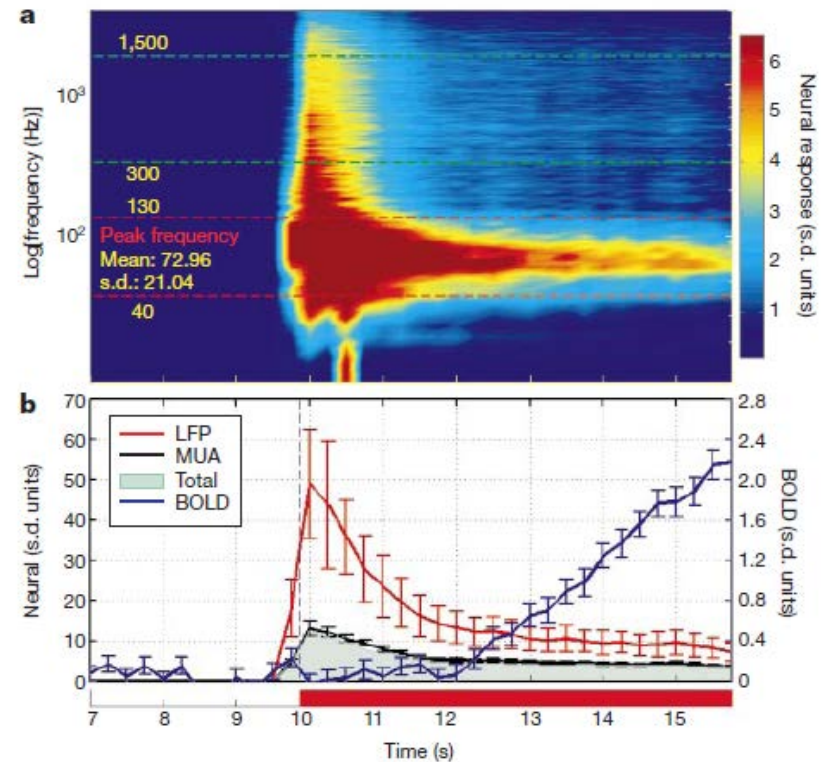 a
1,500
300
130
Peak frequency
Mean: 72.96
s.d.: 21.04
40
Log[frequency (Hz)]
10³
10²
6
5
4
3
2
1
Neural response (s.d. units)
b
LFP
MUA
Total
BOLD
70
60
50
40
30
20
10
0
Neural (s.d. units)
2.8
2.4
2.0
1.6
1.2
0.8
0.4
0
BOLD (s.d. units)
7 8 9 10 11 12 13 14 15
Time (s)